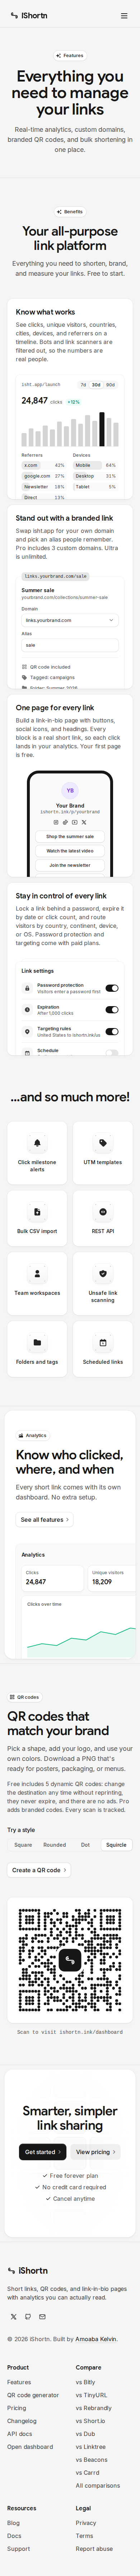 iShortn
Features
Everything you
need to manage
your links
Real-time analytics, custom domains,
branded QR codes, and bulk shortening in
one place.
Benefits
Your all-purpose
link platform
Everything you need to shorten, brand,
and measure your links. Free to start.
Know what works
See clicks, unique visitors, countries,
cities, devices, and referrers on a
timeline. Bots and link scanners are
filtered out, so the numbers are
real people.
isht.app/launch
7d 30d 90d
24,847 clicks +12%
Referrers
Devices
x.com 42%
Mobile 64%
google.com 27%
Desktop 31%
Newsletter 18%
Tablet 5%
Direct 13%
Stand out with a branded link
Swap isht.app for your own domain
and pick an alias people remember.
Pro includes 3 custom domains. Ultra
is unlimited.
links.yourbrand.com/sale
Summer sale
yourbrand.com/collections/summer-sale
Domain
links.yourbrand.com
Alias
sale
QR code included
Tagged: campaigns
Folder: Summer 2026
One page for every link
Build a link-in-bio page with buttons,
social icons, and headings. Every
button is a real short link, so each click
lands in your analytics. Your first page
is free.
YB
Your Brand
ishortn.ink/p/yourbrand
Shop the summer sale
Watch the latest video
Join the newsletter
Stay in control of every link
Lock a link behind a password, expire it
by date or click count, and route
visitors by country, continent, device,
or OS. Password protection and
targeting come with paid plans.
Link settings
Password protection
Visitors enter a password first
Expiration
After 1,000 clicks
Targeting rules
United States to ishortn.ink/us
Schedule
...and so much more!
Click milestone
alerts
UTM templates
Bulk CSV import
REST API
Team workspaces
Unsafe link
scanning
Folders and tags
Scheduled links
Analytics
Know who clicked,
where, and when
Every short link comes with its own
dashboard. No extra setup.
See all features
Analytics
Clicks
24,847
Unique visitors
18,209
Clicks over time
QR codes
QR codes that
match your brand
Pick a shape, add your logo, and use your
own colors. Download a PNG that's
ready for posters, packaging, or menus.
Free includes 5 dynamic QR codes: change
the destination any time without reprinting,
they never expire, and there are no ads. Pro
adds branded codes. Every scan is tracked.
Try a style
Square Rounded Dot Squircle
Create a QR code
Scan to visit ishortn.ink/dashboard
Smarter, simpler
link sharing
Get started
View pricing
Free forever plan
No credit card required
Cancel anytime
iShortn
Short links, QR codes, and link-in-bio pages
with analytics you can actually read.
© 2026 iShortn. Built by Amoaba Kelvin.
Product
Features
QR code generator
Pricing
Changelog
API docs
Open dashboard
Compare
vs Bitly
vs TinyURL
vs Rebrandly
vs Short.io
vs Dub
vs Linktree
vs Beacons
vs Carrd
All comparisons
Resources
Blog
Docs
Support
Legal
Privacy
Terms
Report abuse